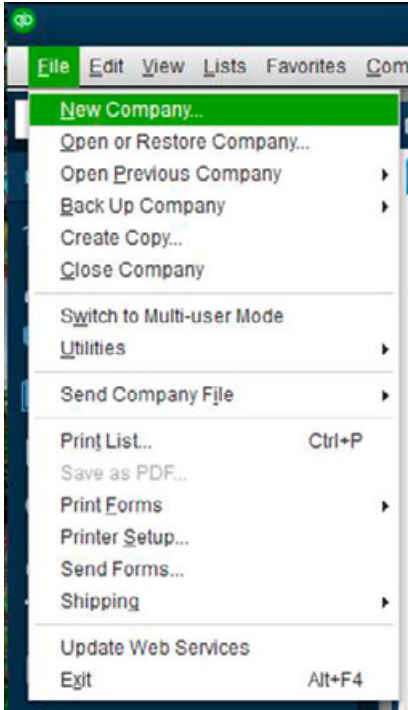 qb
File Edit View Lists Favorites Com
New Company...
Open or Restore Company...
Open Previous Company
Back Up Company
Create Copy...
Close Company
Switch to Multi-user Mode
Utilities
Send Company File
Print List... Ctrl+P
Save as PDF...
Print Forms
Printer Setup...
Send Forms...
Shipping
Update Web Services
Exit Alt+F4